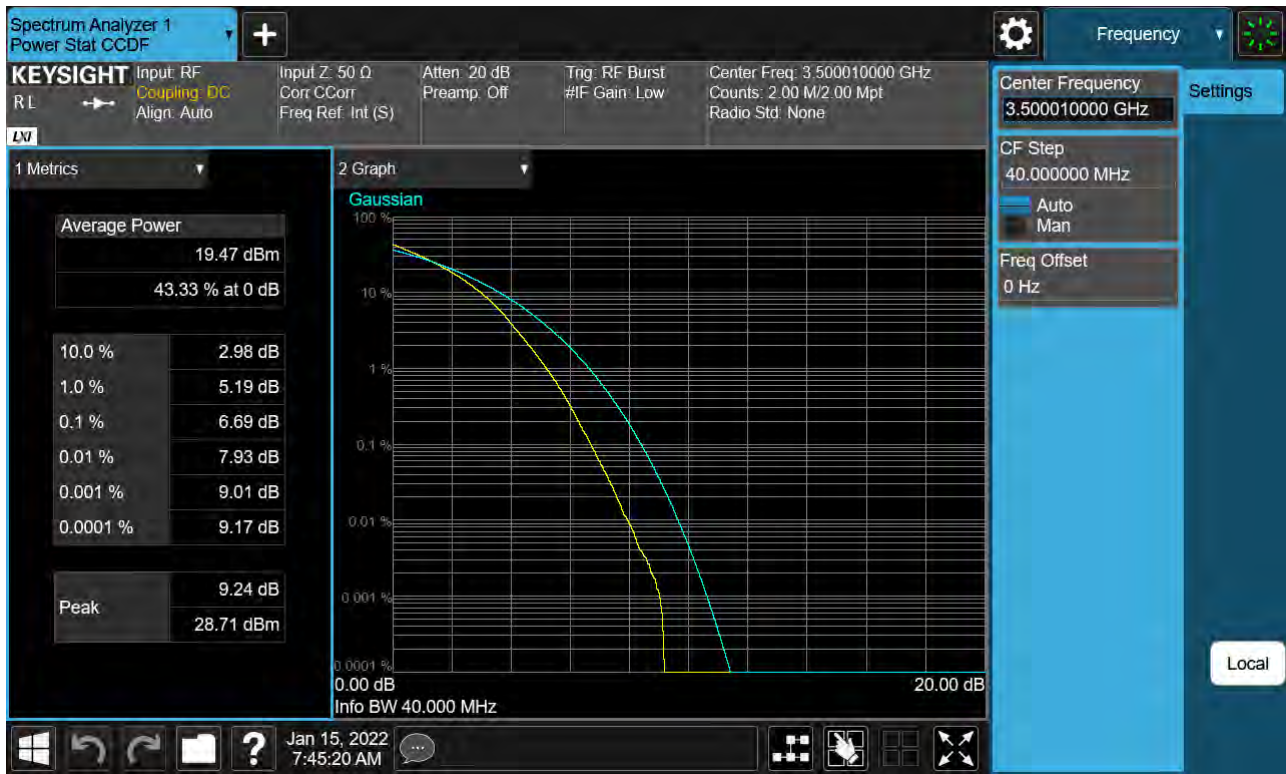 Spectrum Analyzer 1
Power Stat CCDF
Frequency
KEYSIGHT
R L
LXI
Input: RF
Coupling: DC
Align: Auto
Input Z: 50 Ω
Corr CCorr
Freq Ref: Int (S)
Atten: 20 dB
Preamp: Off
Trig: RF Burst
#IF Gain: Low
Center Freq: 3.500010000 GHz
Counts: 2.00 M/2.00 Mpt
Radio Std: None
Center Frequency
3.500010000 GHz
Settings
CF Step
40.000000 MHz
Auto
Man
Freq Offset
0 Hz
Local
1 Metrics
Average Power
19.47 dBm
43.33 % at 0 dB
10.0 % 2.98 dB
1.0 % 5.19 dB
0.1 % 6.69 dB
0.01 % 7.93 dB
0.001 % 9.01 dB
0.0001 % 9.17 dB
Peak
9.24 dB
28.71 dBm
2 Graph
Gaussian
100 %
10 %
1 %
0.1 %
0.01 %
0.001 %
0.0001 %
0.00 dB 20.00 dB
Info BW 40.000 MHz
Jan 15, 2022
7:45:20 AM